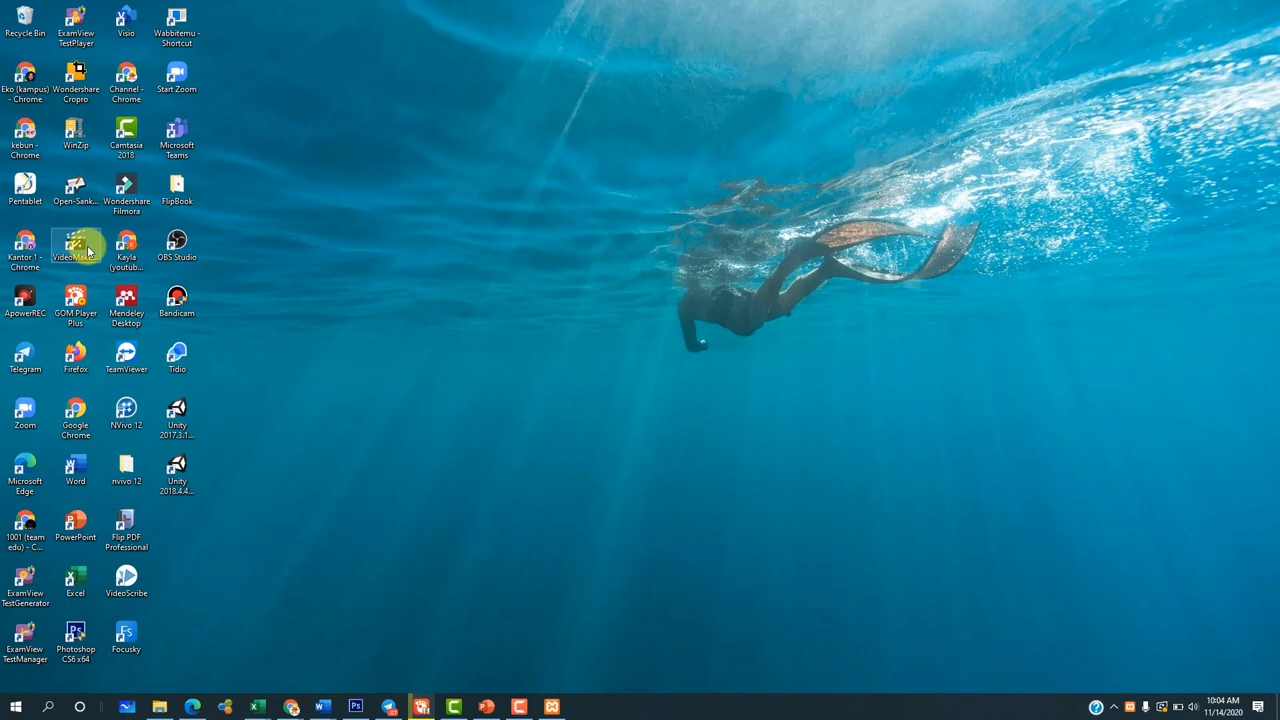 Recycle Bin
ExamView
TestPlayer
Visio
Wabbitemu -
Shortcut
Eko (kampus)
- Chrome
Wondershare
Cropro
Channel -
Chrome
Start Zoom
kebun -
Chrome
WinZip
Camtasia
2018
Microsoft
Teams
Pentablet
Open-Sank...
Wondershare
Filmora
FlipBook
Kantor 1 -
Chrome
Kayla
(youtub...
OBS Studio
ApowerREC
GOM Player
Plus
Mendeley
Desktop
Bandicam
Telegram
Firefox
TeamViewer
Tidio
Zoom
Google
Chrome
NVivo 12
Unity
2017.3.1...
Microsoft
Edge
Word
nvivo 12
Unity
2018.4.4...
1001 (team
edu) - C...
PowerPoint
Flip PDF
Professional
ExamView
TestGenerator
Excel
VideoScribe
ExamView
TestManager
Ps
Photoshop
CS6 x64
Fs
Focusky
10:04 AM
11/14/2020